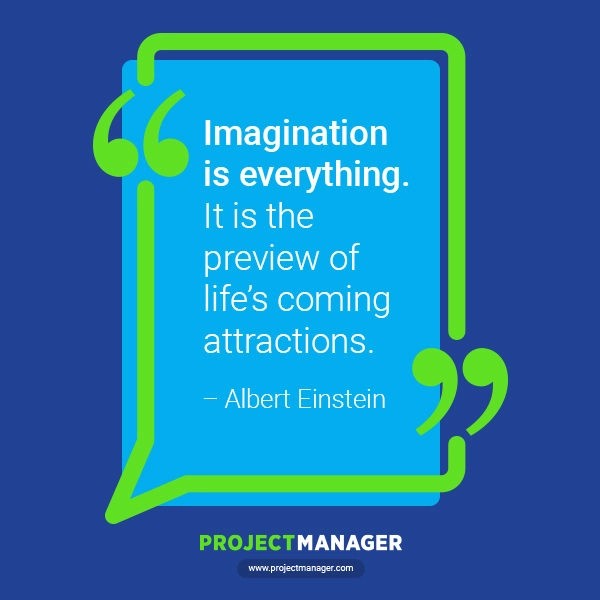 Imagination
is everything.
It is the
preview of
life’s coming
attractions.
– Albert Einstein
PROJECTMANAGER
www.projectmanager.com